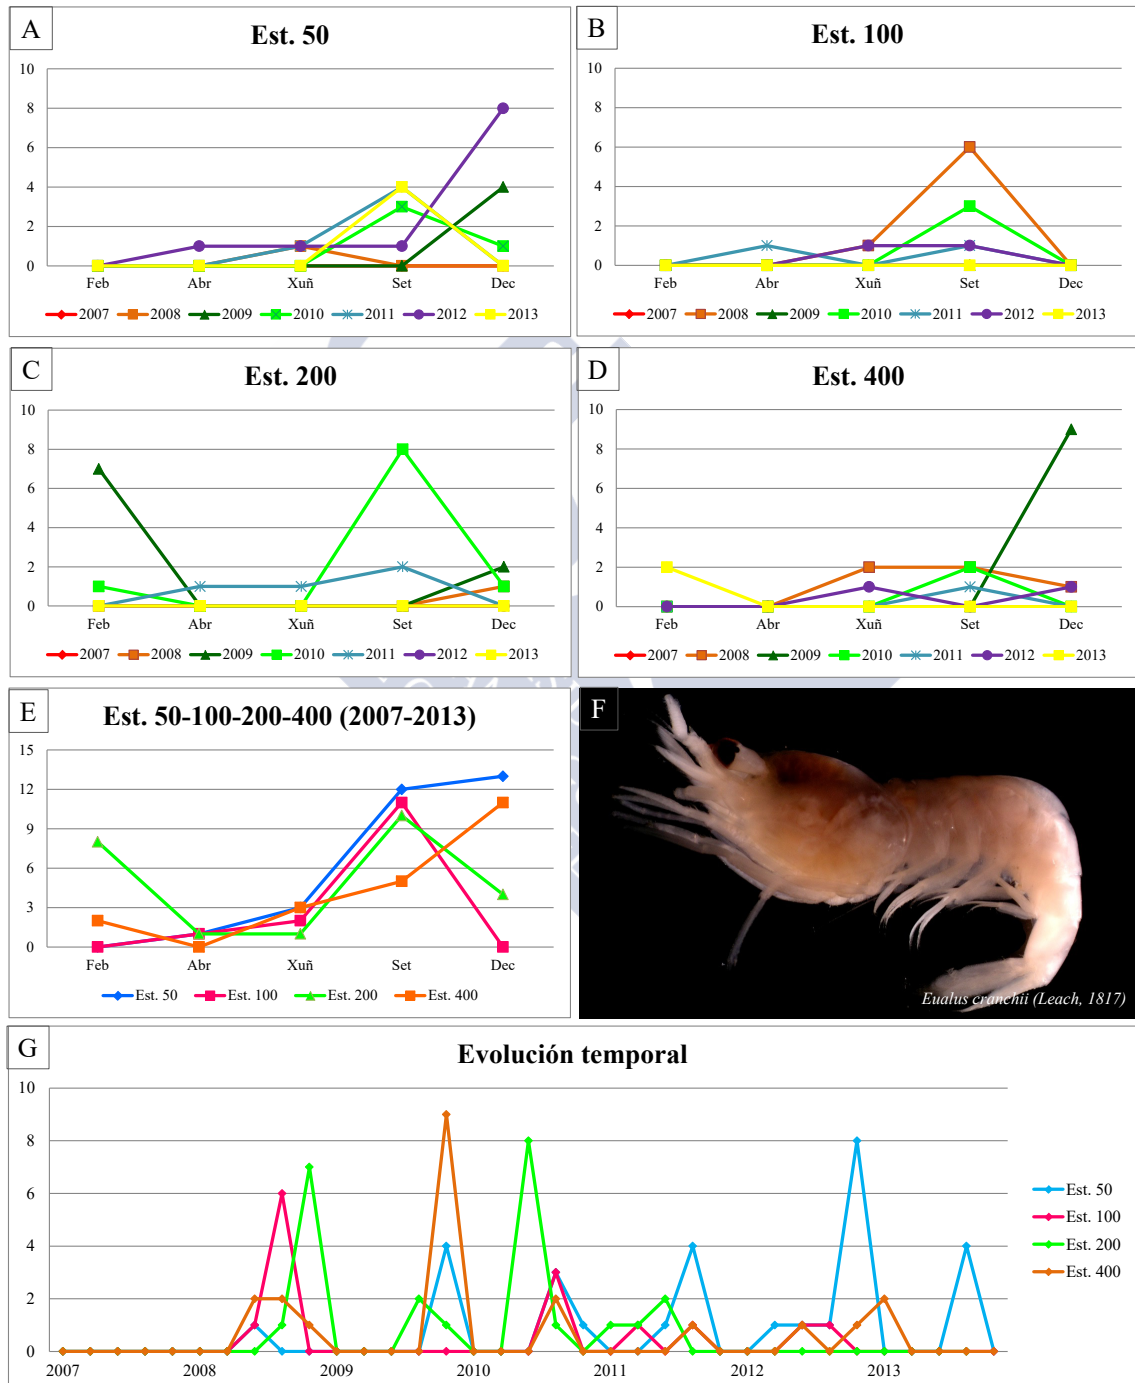 A
Est. 50
10
8
6
4
2
0
Feb Abr Xuñ Set Dec
2007 2008 2009 2010 2011 2012 2013
B
Est. 100
10
8
6
4
2
0
Feb Abr Xuñ Set Dec
2007 2008 2009 2010 2011 2012 2013
C
Est. 200
10
8
6
4
2
0
Feb Abr Xuñ Set Dec
2007 2008 2009 2010 2011 2012 2013
D
Est. 400
10
8
6
4
2
0
Feb Abr Xuñ Set Dec
2007 2008 2009 2010 2011 2012 2013
E
Est. 50-100-200-400 (2007-2013)
15
12
9
6
3
0
Feb Abr Xuñ Set Dec
Est. 50 Est. 100 Est. 200 Est. 400
F
Eualus cranchii (Leach, 1817)
G
Evolución temporal
10
8
6
4
2
0
2007 2008 2009 2010 2011 2012 2013
Est. 50
Est. 100
Est. 200
Est. 400